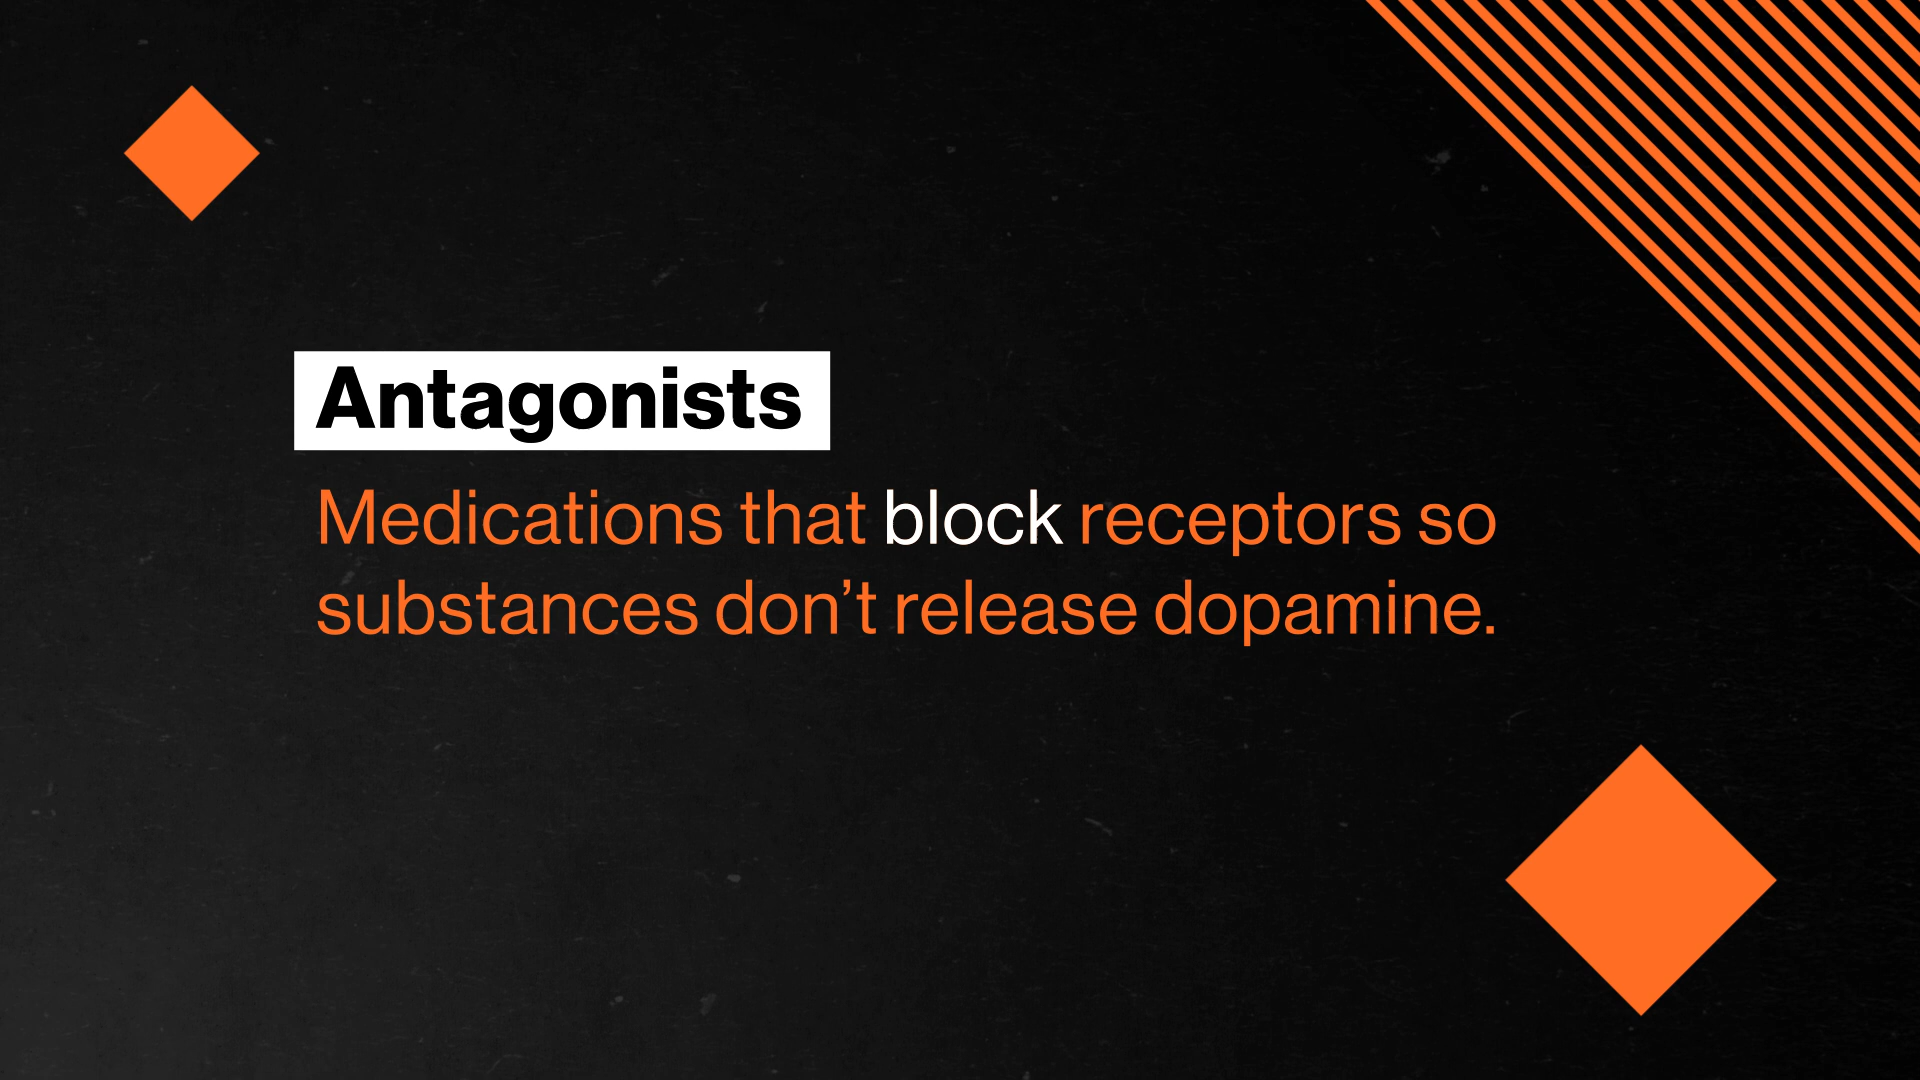 Antagonists
Medications that block receptors so
substances don’t release dopamine.